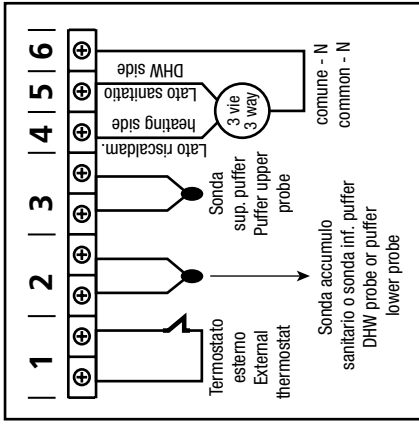 1 2 3 4 5 6
Termostato
esterno
External
thermostat
Sonda accumulo
sanitario o sonda inf. puffer
DHW probe or puffer
lower probe
Sonda
sup. puffer
Puffer upper
probe
Lato riscaldam.
heating side
Lato sanitatio
DHW side
3 vie
3 way
comune - N
common - N